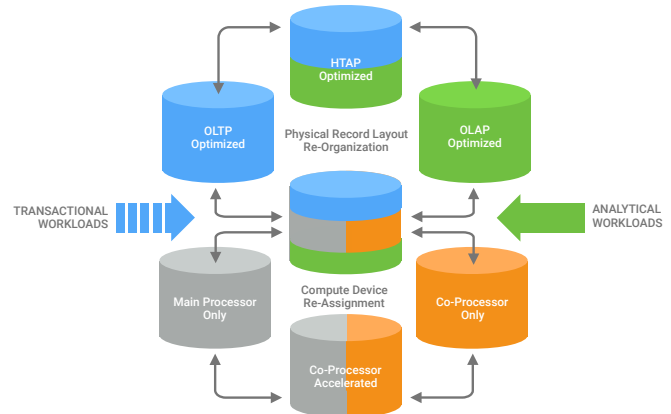 HTAP
Optimized
OLTP
Optimized
Physical Record Layout
Re-Organization
OLAP
Optimized
TRANSACTIONAL
WORKLOADS
ANALYTICAL
WORKLOADS
Main Processor
Only
Compute Device
Re-Assignment
Co-Processor
Only
Co-Processor
Accelerated